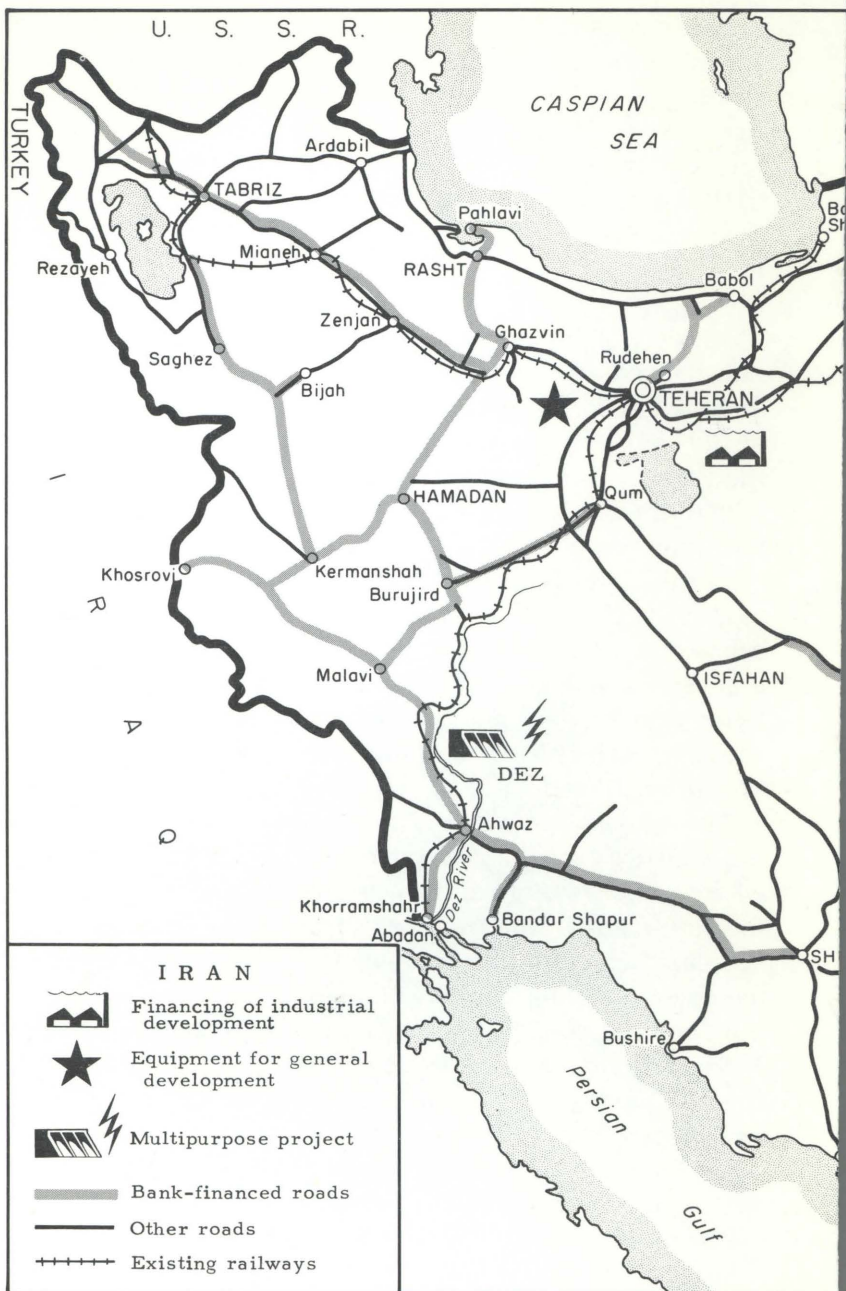 U. S. S. R.
TURKEY
CASPIAN
SEA
Ardabil
TABRIZ
Pahlavi
Rezayeh
Mianeh
RASHT
Babol
Zenjan
Ghazvin
Rudehen
Saghez
Bijah
TEHERAN
HAMADAN
Qum
Khosrovi
Kermanshah
Burujird
IRAQ
Malavi
ISFAHAN
DEZ
Ahwaz
Dez River
Khorramshahr
Abadan
Bandar Shapur
SH
Bushire
Persian
Gulf
IRAN
Financing of industrial
development
Equipment for general
development
Multipurpose project
Bank-financed roads
Other roads
Existing railways